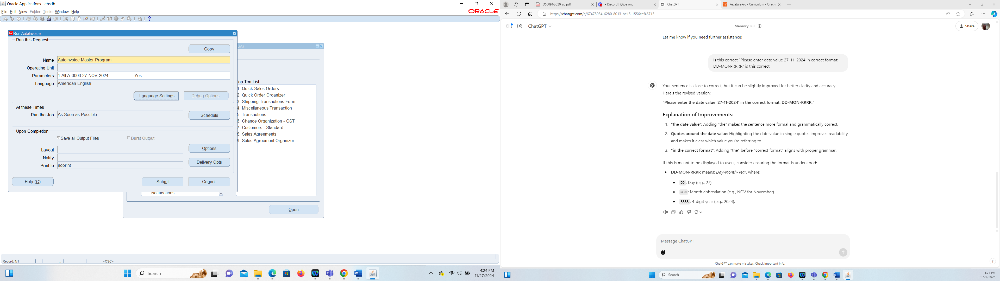 Oracle Applications - ebsdb
File Edit View Folder Tools Window Help
ORACLE
Run AutoInvoice
Run this Request
Copy
Name Autoinvoice Master Program
Operating Unit
Parameters 1:All:A-0003:27-NOV-2024::::::::::::::::::::Yes:
Language American English
Language Settings Debug Options
At these Times
Run the Job As Soon as Possible Schedule
Upon Completion
Save all Output Files Burst Output
Layout Options
Notify
Delivery Opts
Print to noprint
Help (C) Submit Cancel
Top Ten List
1. Quick Sales Orders
2. Quick Order Organizer
3. Shipping Transactions Form
4. Miscellaneous Transaction
5. Transactions
6. Change Organization - CST
7. Customers: Standard
8. Sales Agreements
9. Sales Agreement Organizer
Notifications
Open
Record: 1/1 ... <OSC>
Search
4:24 PM
11/27/2024
D50091GC20_ag.pdf
• Discord | @joe onu
ChatGPT
RevaturePro - Curriculum - Oracle
https://chatgpt.com/c/67478934-6280-8013-be15-1556caf46713
ChatGPT
Memory Full
Share
Let me know if you need further assistance!
Is this correct "Please enter date value 27-11-2024 in correct format:
DD-MON-RRRR" is this correct
Your sentence is close to correct, but it can be slightly improved for better clarity and accuracy.
Here's the revised version:
"Please enter the date value '27-11-2024' in the correct format: DD-MON-RRRR."
Explanation of Improvements:
1. "the date value": Adding "the" makes the sentence more formal and grammatically correct.
2. Quotes around the date value: Highlighting the date value in single quotes improves readability
and makes it clear which value you're referring to.
3. "in the correct format": Adding "the" before "correct format" aligns with proper grammar.
If this is meant to be displayed to users, consider ensuring the format is understood:
• DD-MON-RRRR means: Day-Month-Year, where:
• DD: Day (e.g., 27)
• MON: Month abbreviation (e.g., NOV for November)
• RRRR: 4-digit year (e.g., 2024).
Message ChatGPT
ChatGPT can make mistakes. Check important info.
?
Search
4:24 PM
11/27/2024